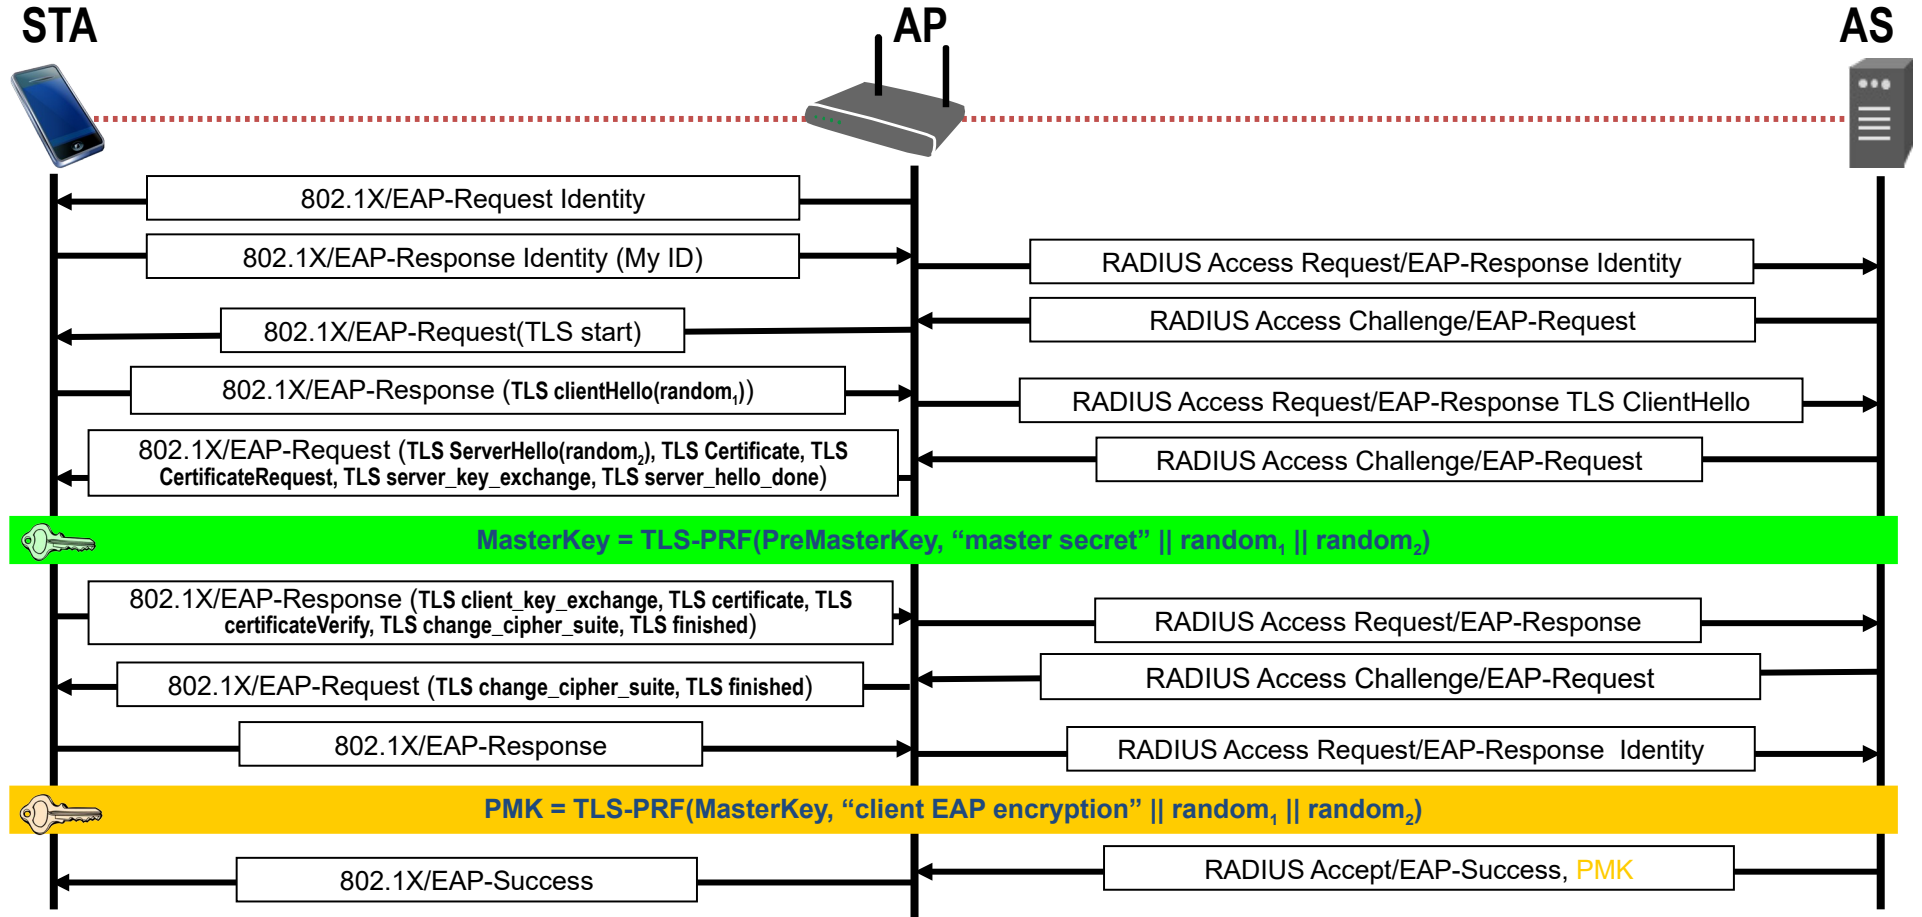 STA
AP
AS
802.1X/EAP-Request Identity
802.1X/EAP-Response Identity (My ID)
RADIUS Access Request/EAP-Response Identity
RADIUS Access Challenge/EAP-Request
802.1X/EAP-Request(TLS start)
802.1X/EAP-Response (TLS clientHello(random₁))
RADIUS Access Request/EAP-Response TLS ClientHello
802.1X/EAP-Request (TLS ServerHello(random₂), TLS Certificate, TLS
CertificateRequest, TLS server_key_exchange, TLS server_hello_done)
RADIUS Access Challenge/EAP-Request
MasterKey = TLS-PRF(PreMasterKey, “master secret” || random₁ || random₂)
802.1X/EAP-Response (TLS client_key_exchange, TLS certificate, TLS
certificateVerify, TLS change_cipher_suite, TLS finished)
RADIUS Access Request/EAP-Response
802.1X/EAP-Request (TLS change_cipher_suite, TLS finished)
RADIUS Access Challenge/EAP-Request
802.1X/EAP-Response
RADIUS Access Request/EAP-Response Identity
PMK = TLS-PRF(MasterKey, “client EAP encryption” || random₁ || random₂)
RADIUS Accept/EAP-Success, PMK
802.1X/EAP-Success